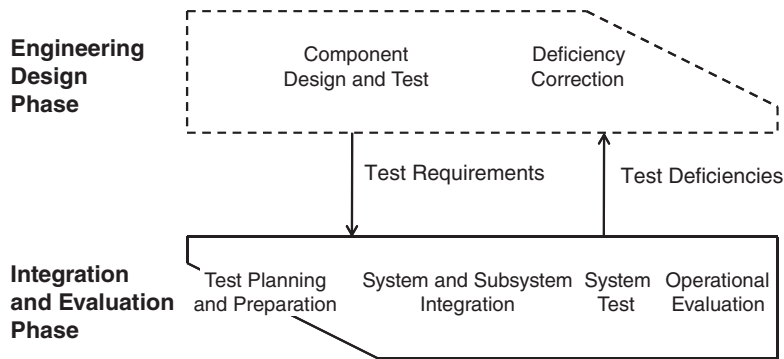 Engineering
Design
Phase
Component
Design and Test
Deficiency
Correction
Test Requirements
Test Deficiencies
Integration
and Evaluation
Phase
Test Planning
and Preparation
System and Subsystem
Integration
System
Test
Operational
Evaluation